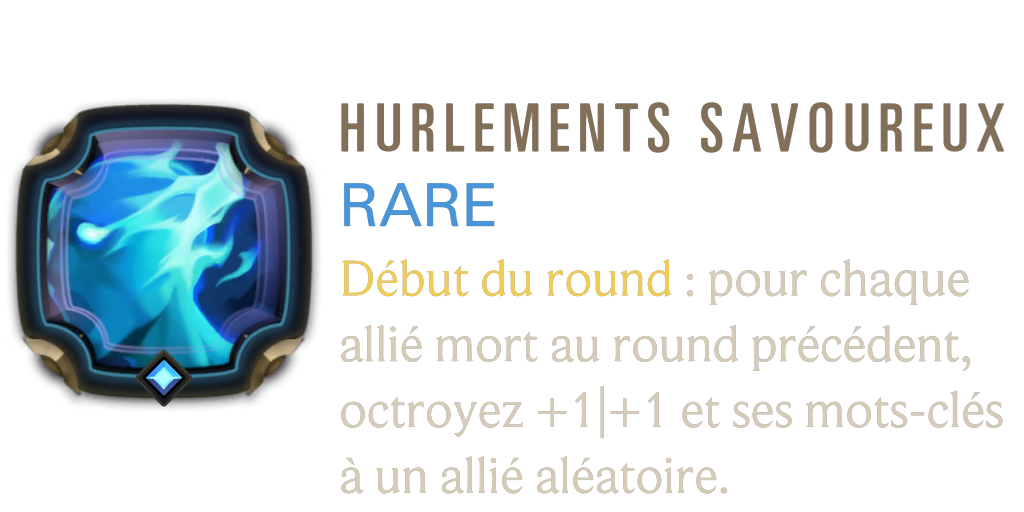 HURLEMENTS SAVOUREUX
RARE
Début du round : pour chaque
allié mort au round précédent,
octroyez +1|+1 et ses mots-clés
à un allié aléatoire.